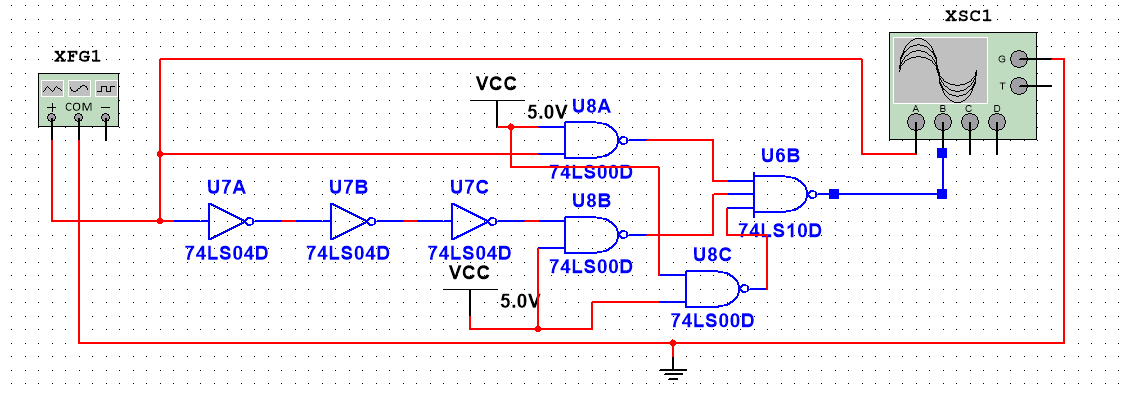 XSC1
XFG1
+ COM −
G
T
A B C D
VCC
5.0V
U8A
74LS00D
U6B
74LS10D
U7A
74LS04D
U7B
74LS04D
U7C
74LS04D
U8B
74LS00D
VCC
5.0V
U8C
74LS00D